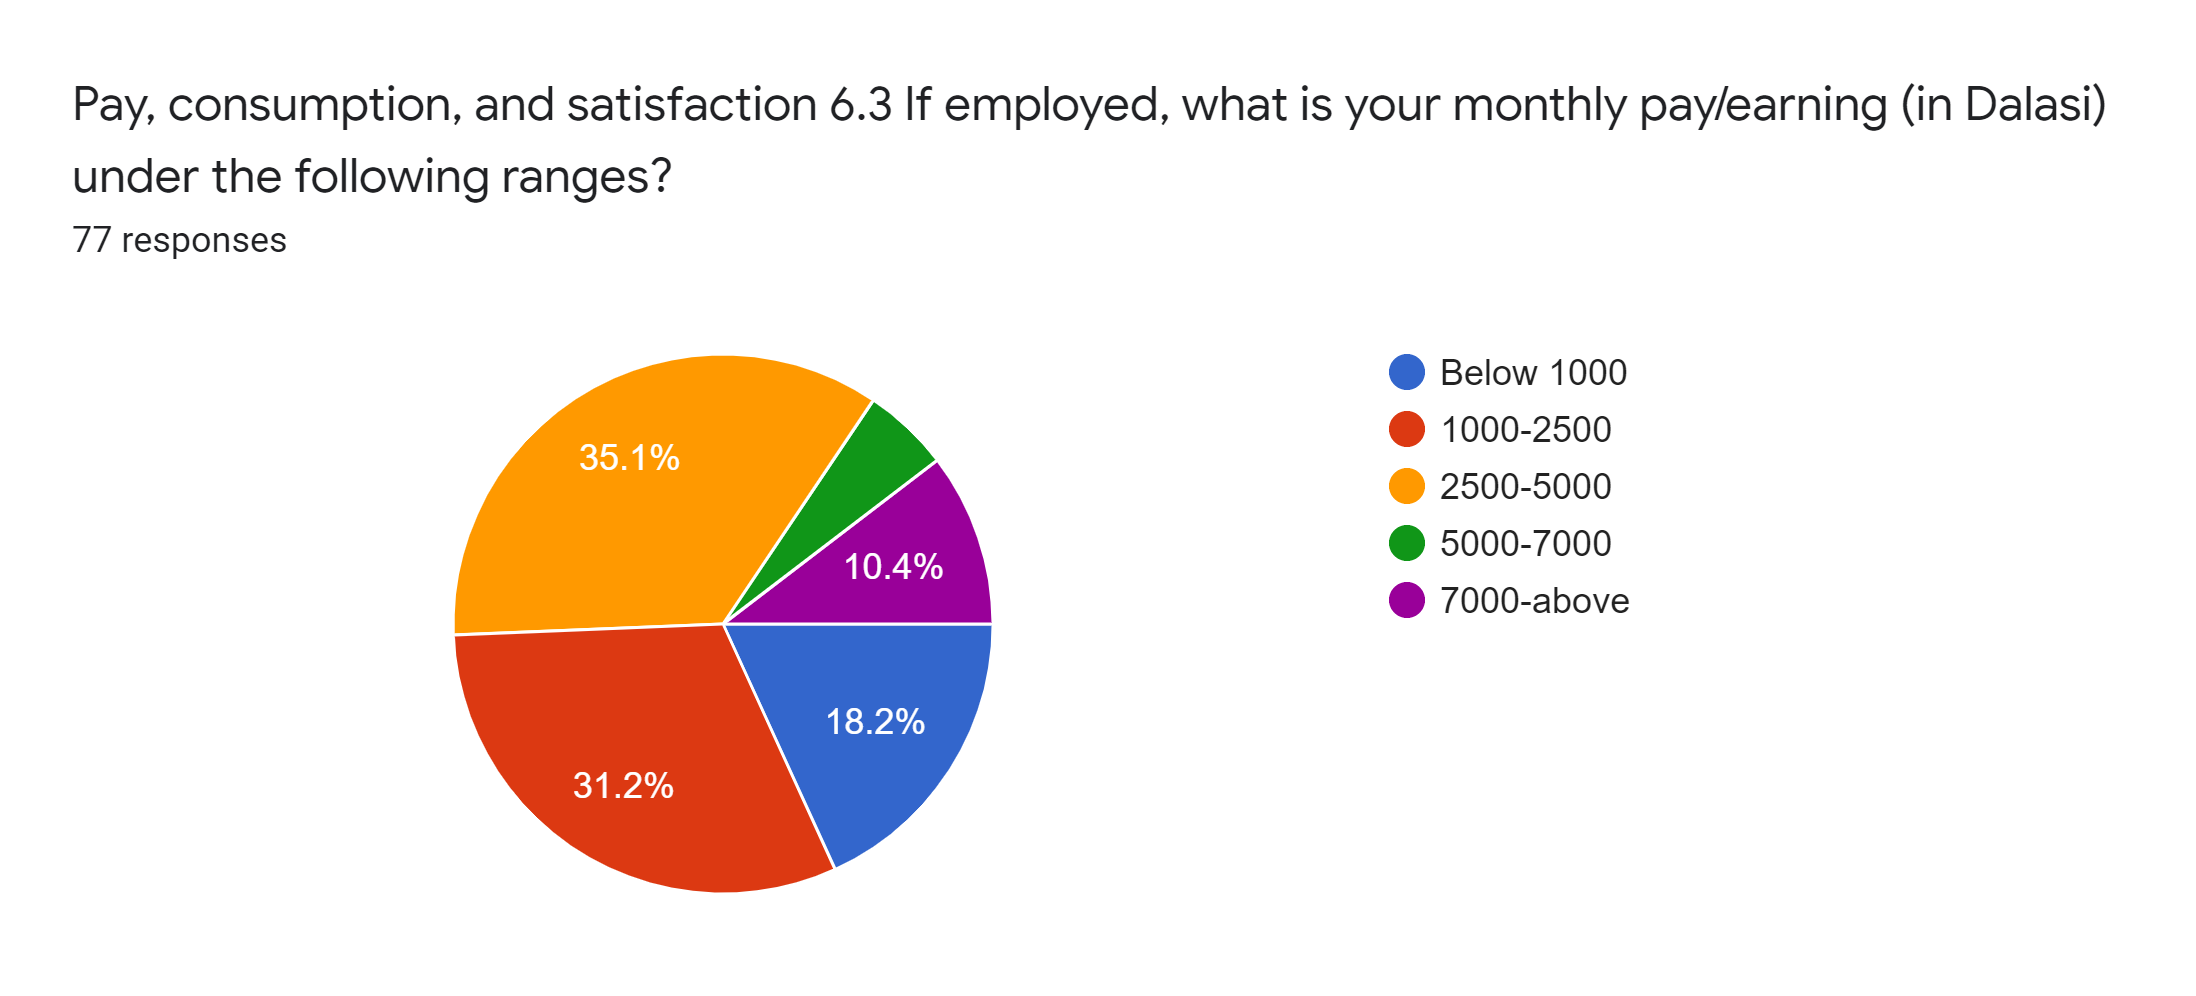 Pay, consumption, and satisfaction 6.3 If employed, what is your monthly pay/earning (in Dalasi)
under the following ranges?
77 responses
35.1%
10.4%
18.2%
31.2%
Below 1000
1000-2500
2500-5000
5000-7000
7000-above